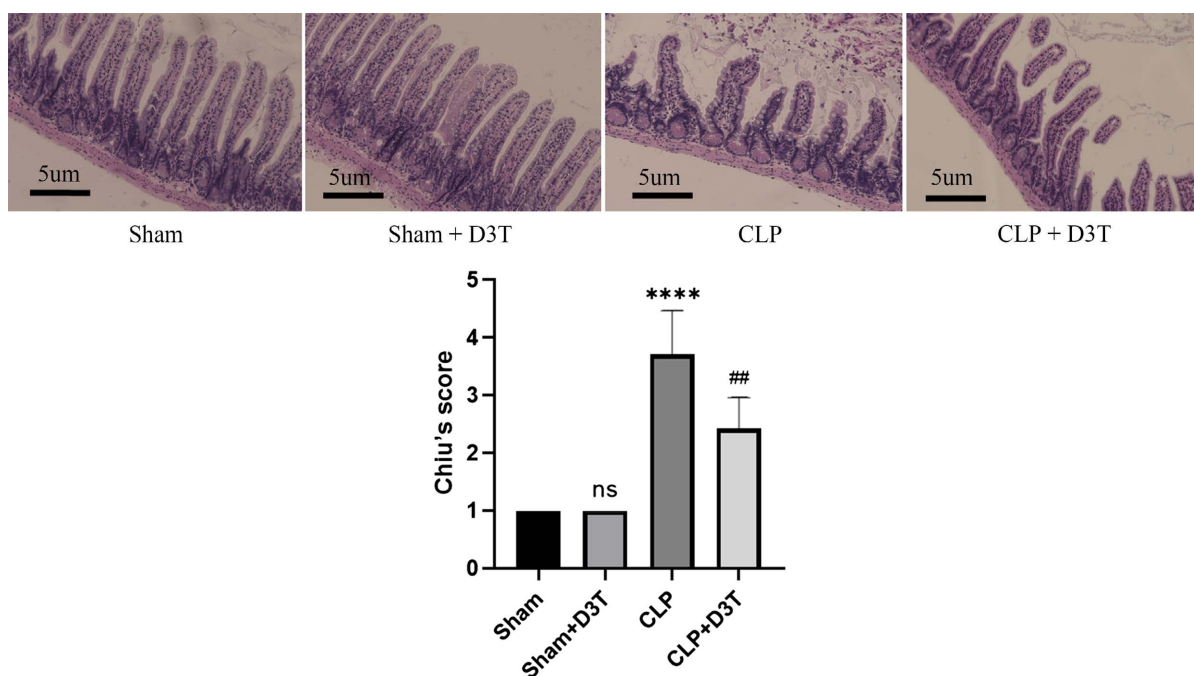 5um 5um 5um 5um
Sham Sham + D3T CLP CLP + D3T
5
****
4
##
3
Chiu's score
2
ns
1
0
Sham Sham+D3T CLP CLP+D3T